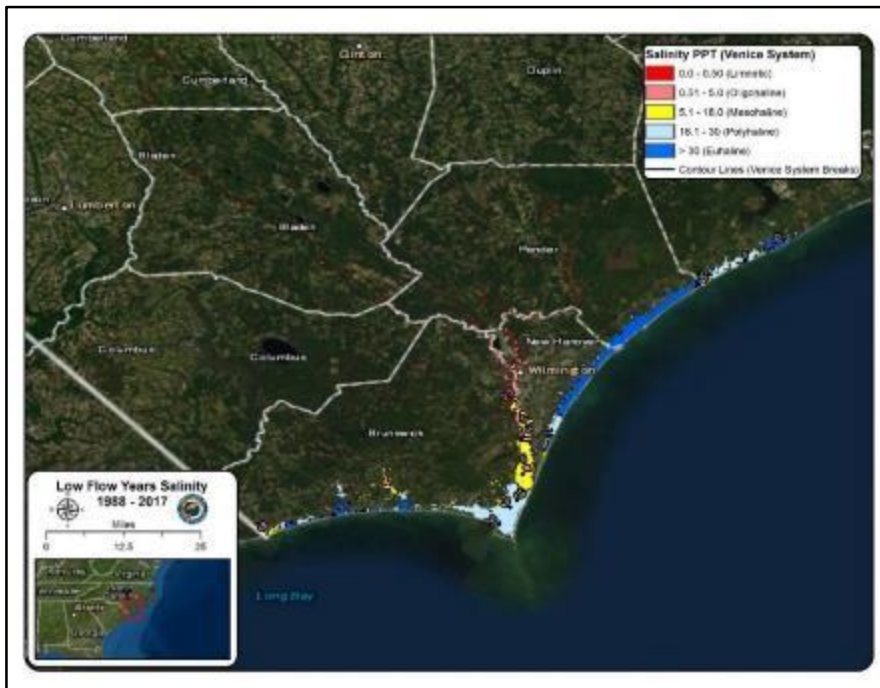 Cumberland
Clinton
Cumberland
Duplin
Bladen
Lumberton
Bladen
Pender
Columbus
Columbus
New Hanover
Wilmington
Brunswick
Long Bay
Salinity PPT (Venice System)
0.0 - 0.50 (Limnetic)
0.51 - 5.0 (Oligohaline)
5.1 - 18.0 (Mesohaline)
18.1 - 30 (Polyhaline)
> 30 (Euhaline)
Contour Lines (Venice System Breaks)
Low Flow Years Salinity
1988 - 2017
Miles
0 12.5 25
Virginia
Atlanta
Georgia